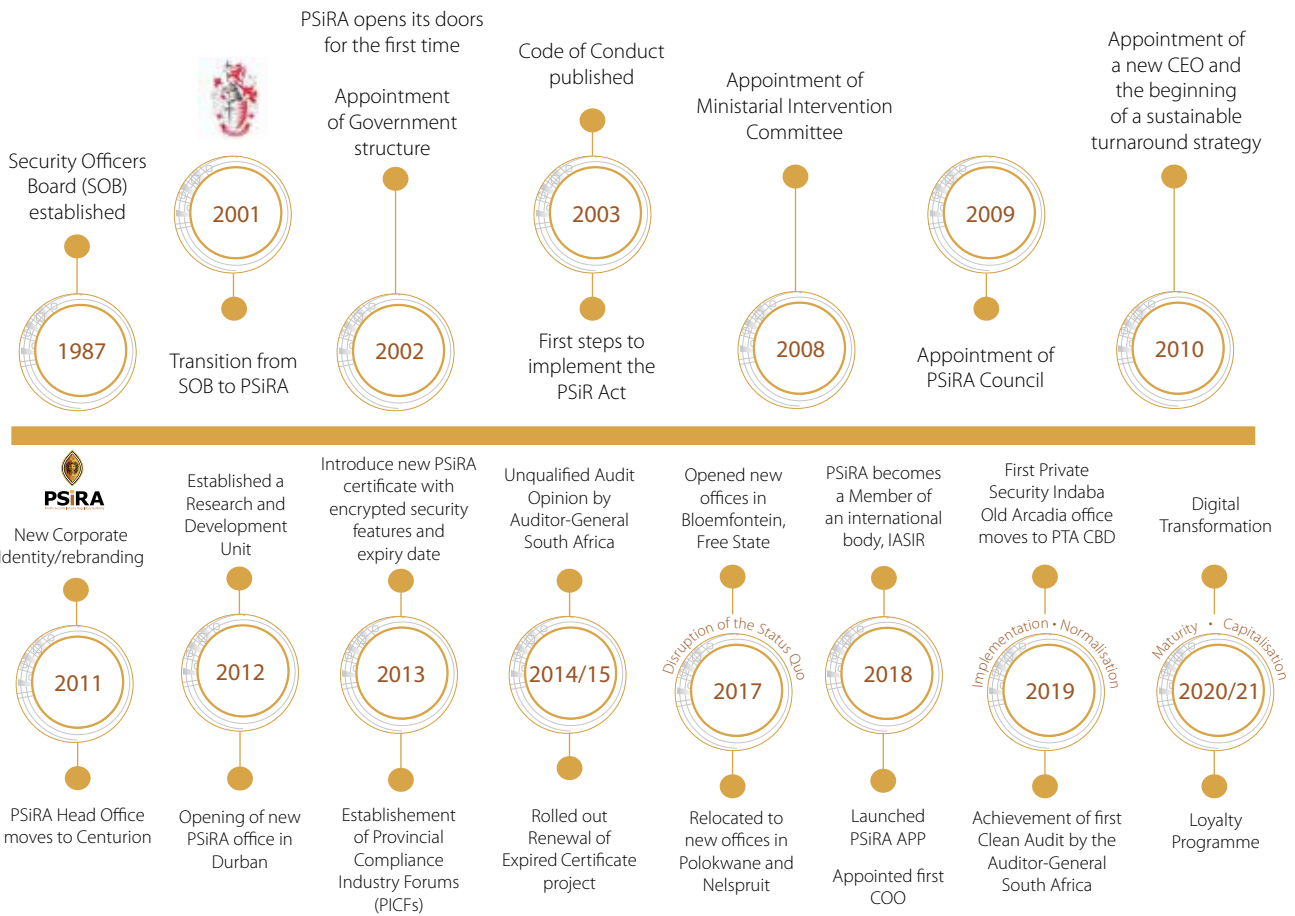 Security Officers
Board (SOB)
established
1987
2001
Transition from
SOB to PSiRA
PSiRA opens its doors
for the first time
Appointment
of Government
structure
2002
Code of Conduct
published
2003
First steps to
implement the
PSiR Act
Appointment of
Ministarial Intervention
Committee
2008
2009
Appointment of
PSiRA Council
Appointment of
a new CEO and
the beginning
of a sustainable
turnaround strategy
2010
PSiRA
New Corporate
Identity/rebranding
2011
PSiRA Head Office
moves to Centurion
Established a
Research and
Development
Unit
2012
Opening of new
PSiRA office in
Durban
Introduce new PSiRA
certificate with
encrypted security
features and
expiry date
2013
Establishement
of Provincial
Compliance
Industry Forums
(PICFs)
Unqualified Audit
Opinion by
Auditor-General
South Africa
2014/15
Rolled out
Renewal of
Expired Certificate
project
Opened new
offices in
Bloemfontein,
Free State
Disruption of the Status Quo
2017
Relocated to
new offices in
Polokwane and
Nelspruit
PSiRA becomes
a Member of
an international
body, IASIR
2018
Launched
PSiRA APP
Appointed first
COO
First Private
Security Indaba
Old Arcadia office
moves to PTA CBD
Implementation • Normalisation
2019
Achievement of first
Clean Audit by the
Auditor-General
South Africa
Digital
Transformation
Maturity • Capitalisation
2020/21
Loyalty
Programme